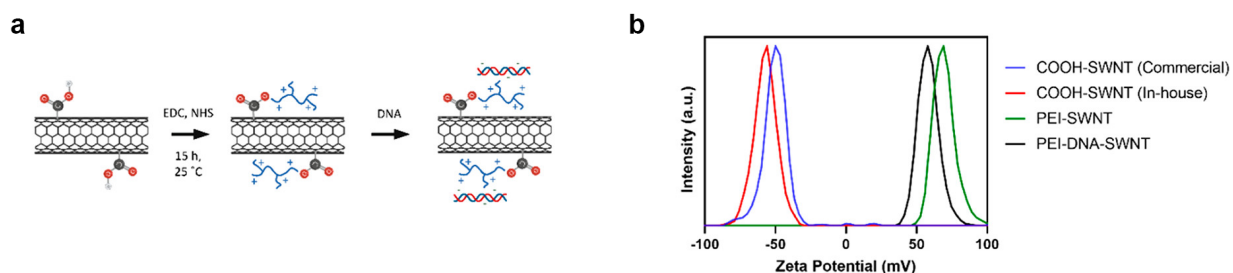 a
EDC, NHS
15 h,
25 °C
DNA
b
Intensity (a.u.)
-100
-50
0
50
100
Zeta Potential (mV)
COOH-SWNT (Commercial)
COOH-SWNT (In-house)
PEI-SWNT
PEI-DNA-SWNT